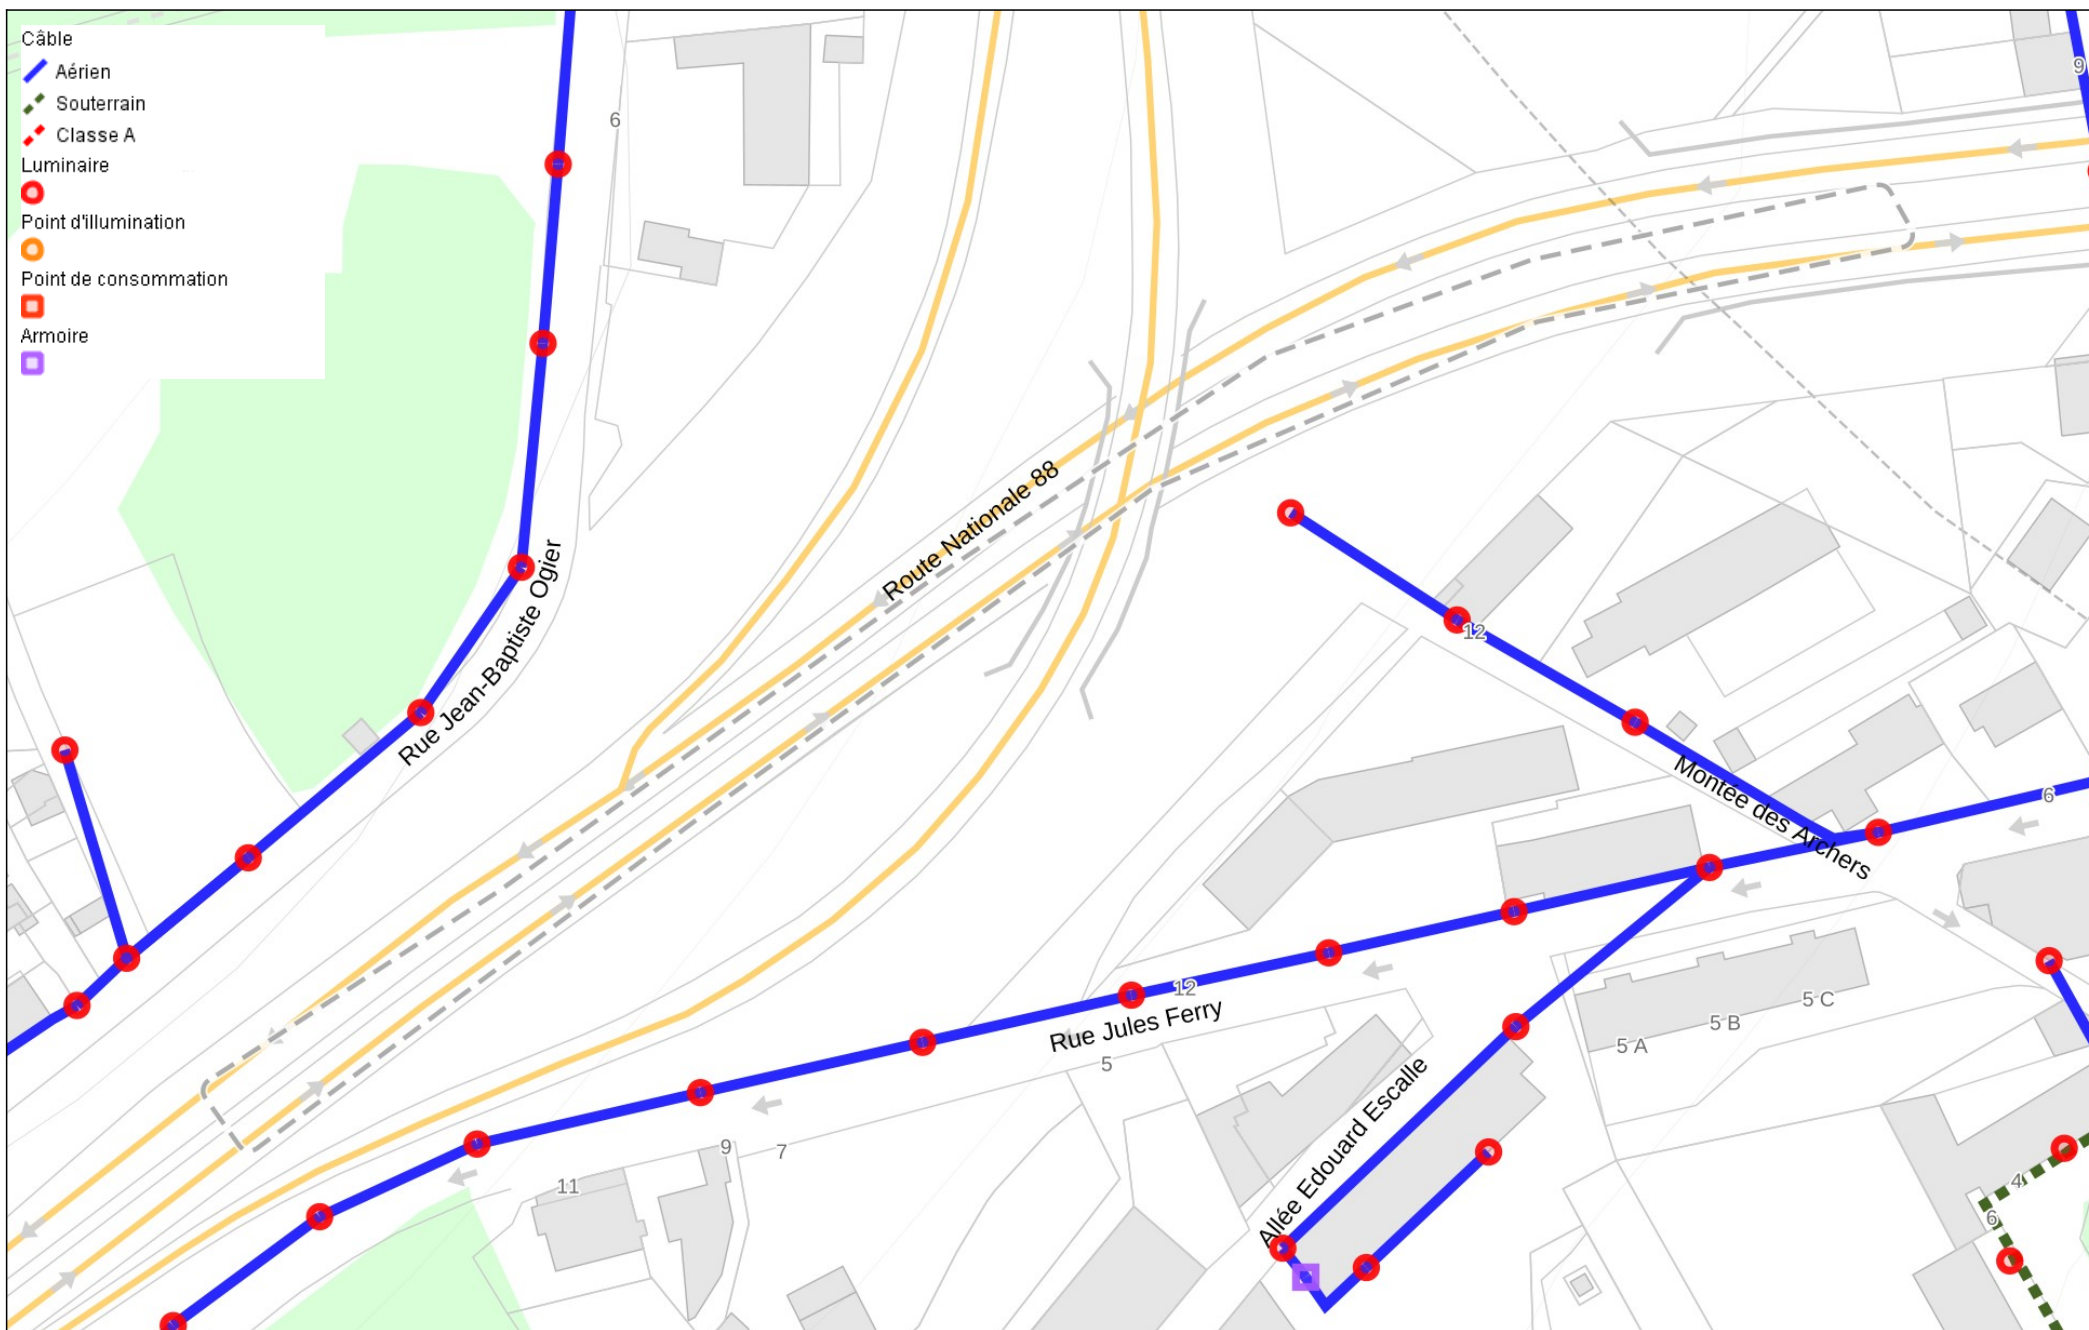 Câble
Aérien
Souterrain
Classe A
Luminaire
Point d'illumination
Point de consommation
Armoire
6
9
Route Nationale 88
Rue Jean-Baptiste Ogier
12
Montée des Archers
6
12
Rue Jules Ferry
5
5 C
5 B
5 A
Allée Edouard Escalle
9
7
11
4
6